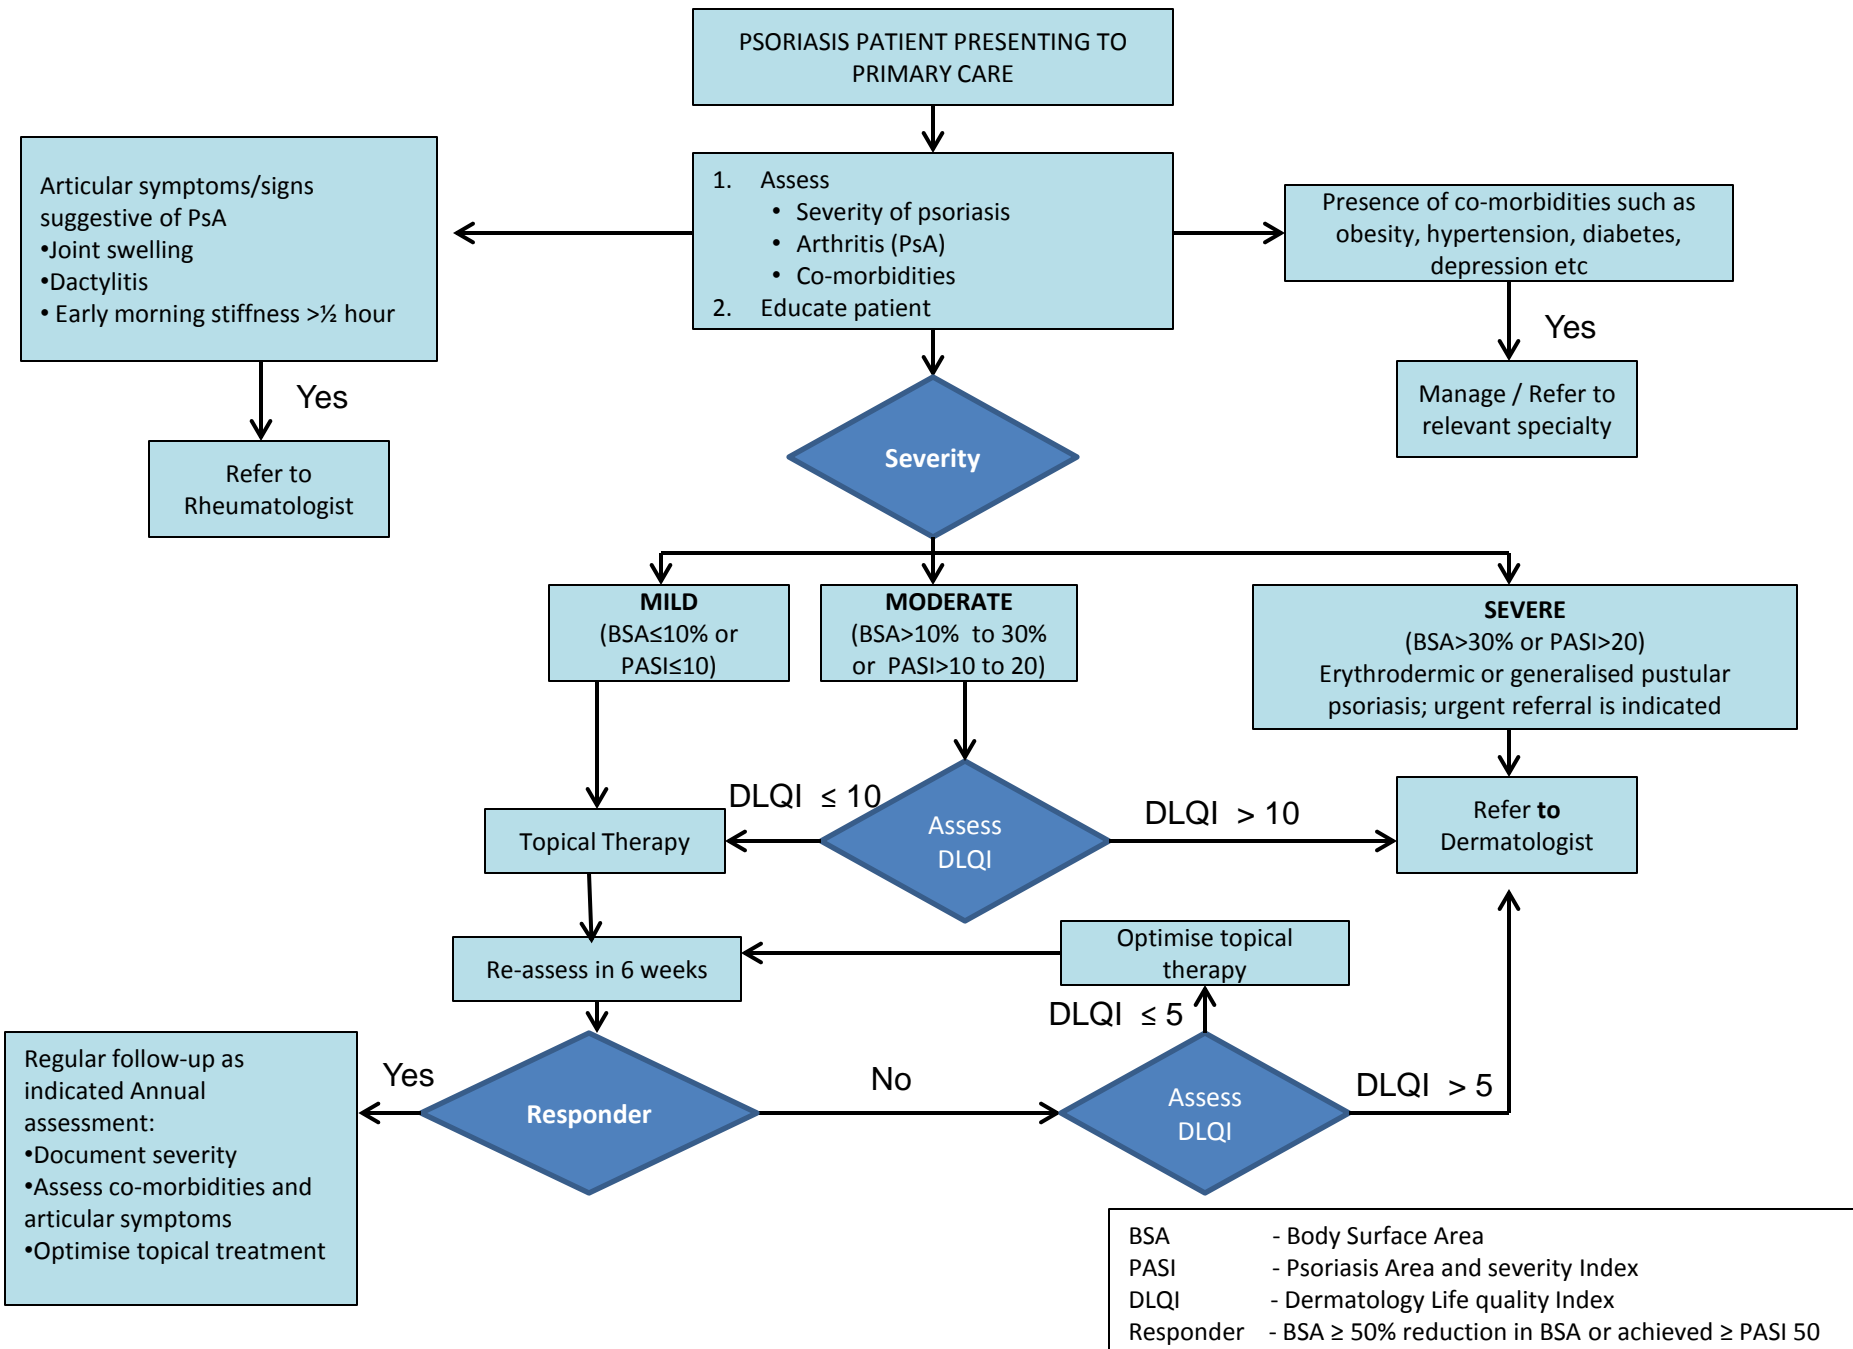 PSORIASIS PATIENT PRESENTING TO
PRIMARY CARE
Articular symptoms/signs
suggestive of PsA
•Joint swelling
•Dactylitis
• Early morning stiffness >½ hour
1. Assess
• Severity of psoriasis
• Arthritis (PsA)
• Co-morbidities
2. Educate patient
Presence of co-morbidities such as
obesity, hypertension, diabetes,
depression etc
Yes
Yes
Refer to
Rheumatologist
Manage / Refer to
relevant specialty
Severity
MILD
(BSA≤10% or
PASI≤10)
MODERATE
(BSA>10% to 30%
or PASI>10 to 20)
SEVERE
(BSA>30% or PASI>20)
Erythrodermic or generalised pustular
psoriasis; urgent referral is indicated
DLQI ≤ 10
DLQI > 10
Topical Therapy
Assess
DLQI
Refer to
Dermatologist
Re-assess in 6 weeks
Optimise topical
therapy
DLQI ≤ 5
Yes
No
DLQI > 5
Regular follow-up as
indicated Annual
assessment:
•Document severity
•Assess co-morbidities and
articular symptoms
•Optimise topical treatment
Responder
Assess
DLQI
BSA - Body Surface Area
PASI - Psoriasis Area and severity Index
DLQI - Dermatology Life quality Index
Responder - BSA ≥ 50% reduction in BSA or achieved ≥ PASI 50